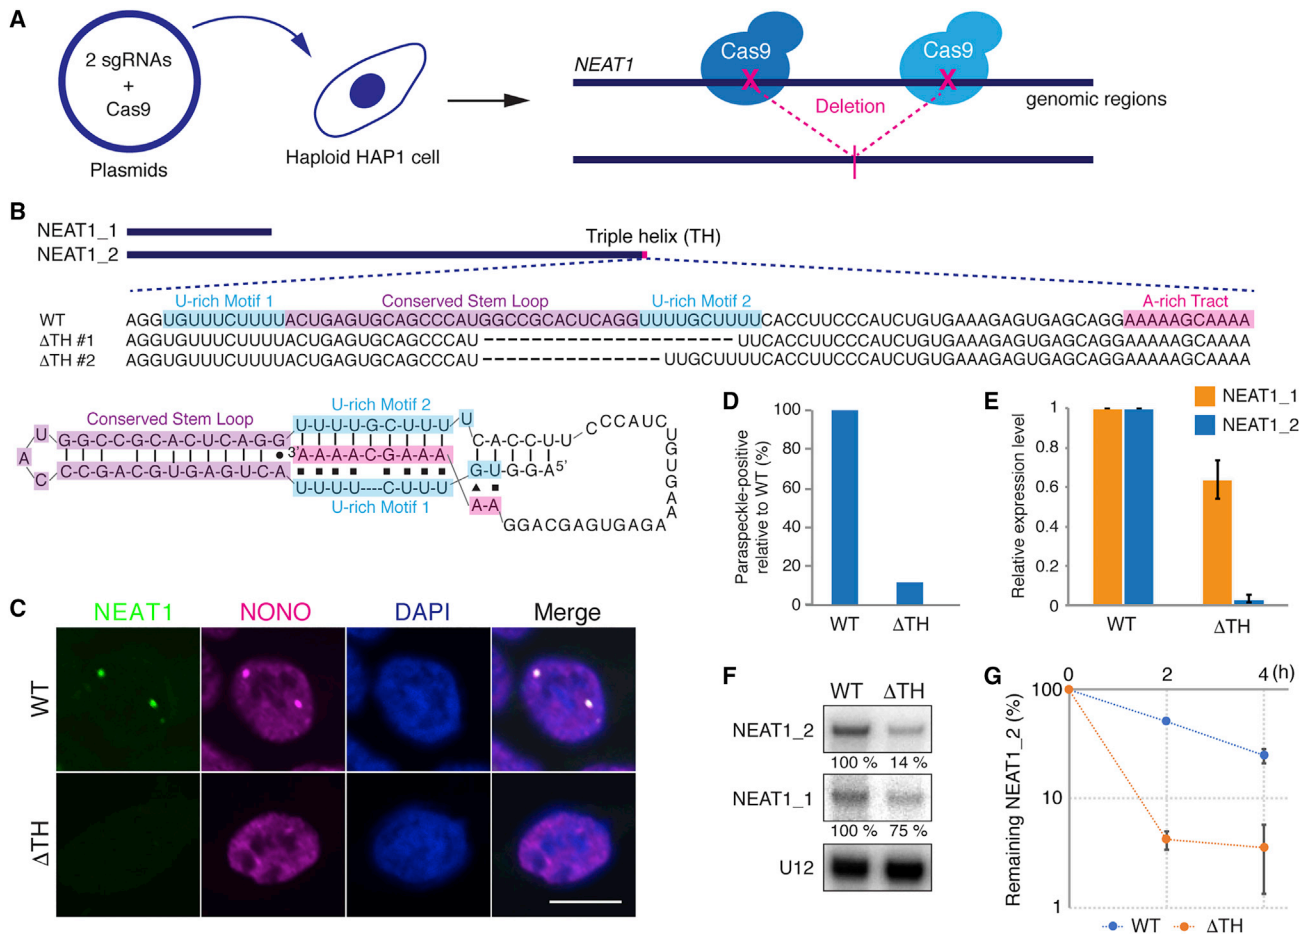 A
2 sgRNAs
+
Cas9
Plasmids
Haploid HAP1 cell
NEAT1
Cas9
Cas9
Deletion
genomic regions
B
NEAT1_1
NEAT1_2
Triple helix (TH)
U-rich Motif 1
Conserved Stem Loop
U-rich Motif 2
A-rich Tract
WT AGGUGUUUCUUUUACUGAGUGCAGCCCAUGGCCGCACUCAGGUUUUGCUUUUCACCUUCCCAUCUGUGAAAGAGUGAGCAGGAAAAAGCAAAA
ΔTH #1 AGGUGUUUCUUUUACUGAGUGCAGCCCAU-----------------UUCACCUUCCCAUCUGUGAAAGAGUGAGCAGGAAAAAGCAAAA
ΔTH #2 AGGUGUUUCUUUUACUGAGUGCAGCCCAU------------UUGCUUUUCACCUUCCCAUCUGUGAAAGAGUGAGCAGGAAAAAGCAAAA
Conserved Stem Loop
U-rich Motif 2
U
G-G-C-C-G-C-A-C-U-C-A-G-G
U-U-U-U-G-C-U-U-U
U
C-A-C-C-U-U
CCCAUC
UGUGAA
A
3'
A-A-A-A-C-G-A-A-A
C
C-C-G-A-C-G-U-G-A-G-U-C-A
U-U-U-U----C-U-U-U
G-U-G-G-A
5'
U-rich Motif 1
A-A
GGACGAGUGAGA
A
C
NEAT1
NONO
DAPI
Merge
WT
ΔTH
D
Paraspeckle-positive
relative to WT (%)
100
80
60
40
20
0
WT
ΔTH
E
NEAT1_1
NEAT1_2
Relative expression level
1
0.8
0.6
0.4
0.2
0
WT
ΔTH
F
WT
ΔTH
NEAT1_2
100 %
14 %
NEAT1_1
100 %
75 %
U12
G
0
2
4 (h)
Remaining NEAT1_2 (%)
100
10
1
WT
ΔTH